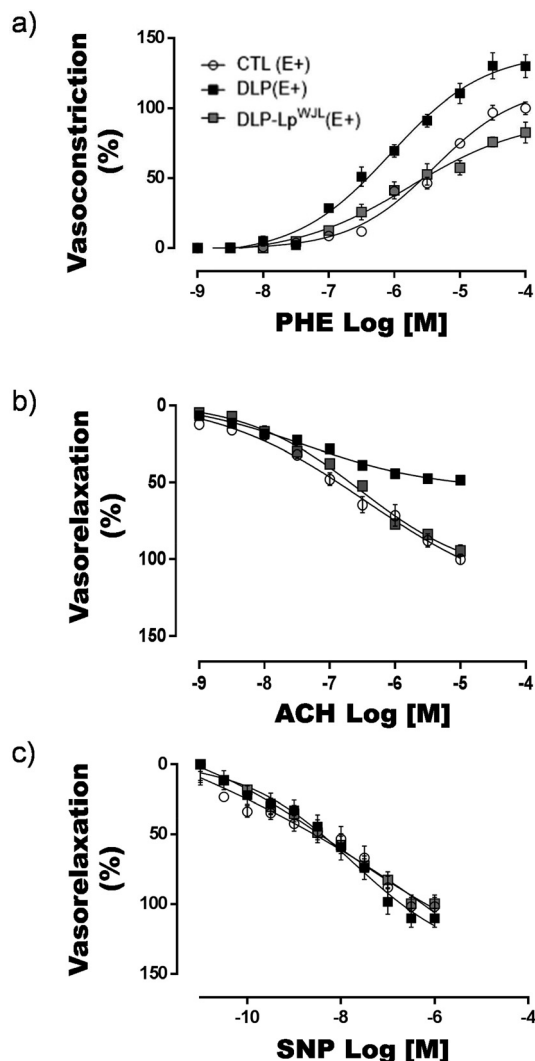 a)
150
100
50
0
Vasoconstriction
(%)
CTL (E+)
DLP(E+)
DLP-Lp^WJL(E+)
-9 -8 -7 -6 -5 -4
PHE Log [M]
b)
0
50
100
150
Vasorelaxation
(%)
-9 -8 -7 -6 -5 -4
ACH Log [M]
c)
0
50
100
150
Vasorelaxation
(%)
-10 -8 -6 -4
SNP Log [M]